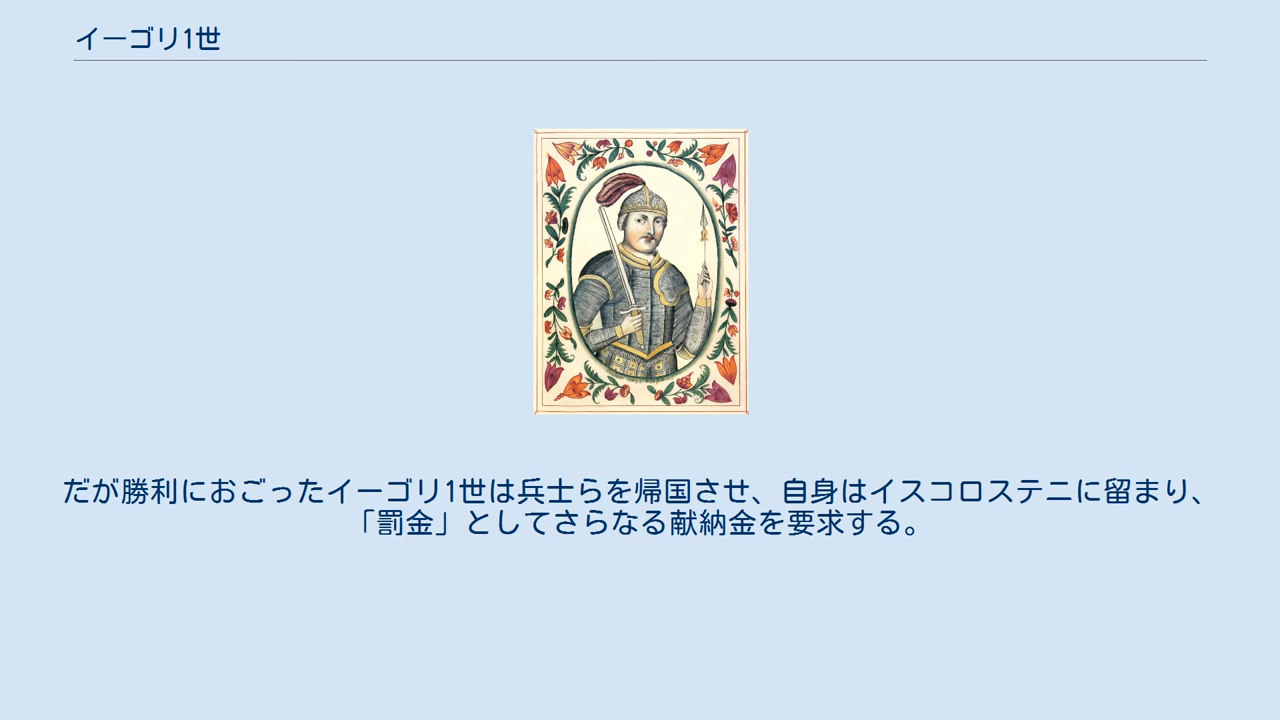 イーゴリ1世
だが勝利におごったイーゴリ1世は兵士らを帰国させ、自身はイスコロステニに留まり、
「罰金」としてさらなる献納金を要求する。